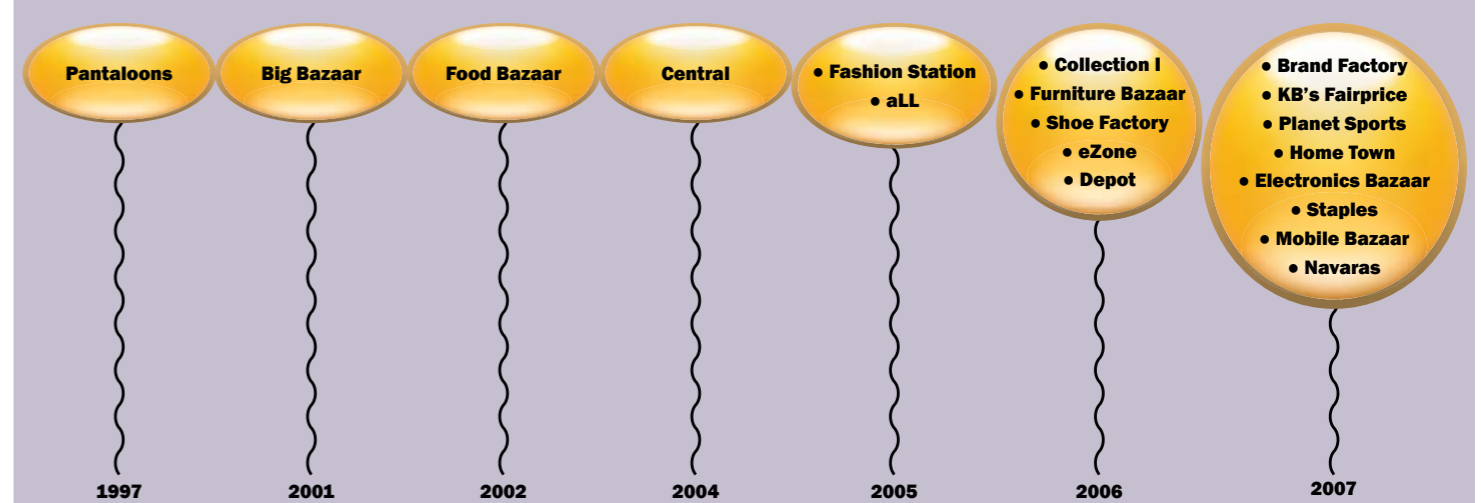 Pantaloons
Big Bazaar
Food Bazaar
Central
• Fashion Station
• aLL
• Collection I
• Furniture Bazaar
• Shoe Factory
• eZone
• Depot
• Brand Factory
• KB's Fairprice
• Planet Sports
• Home Town
• Electronics Bazaar
• Staples
• Mobile Bazaar
• Navaras
1997
2001
2002
2004
2005
2006
2007